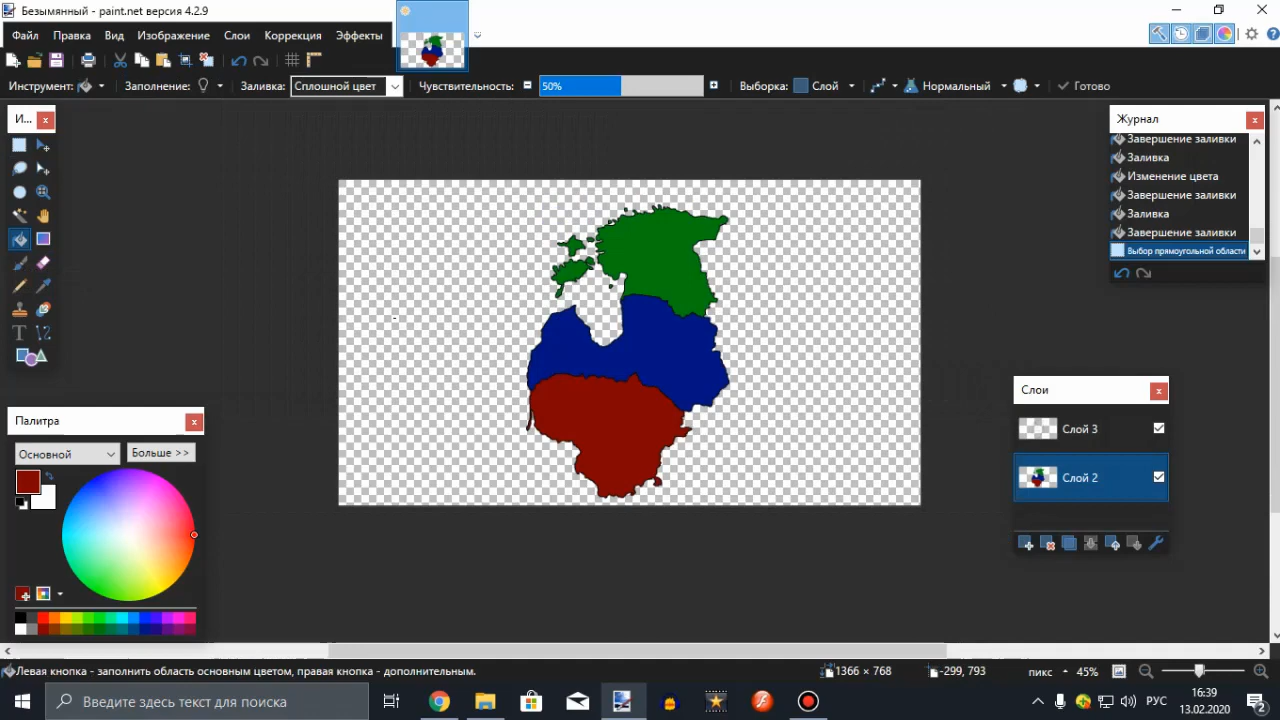 Безымянный - paint.net версия 4.2.9
Файл Правка Вид Изображение Слои Коррекция Эффекты
Инструмент: Заполнение: Заливка: Сплошной цвет Чувствительность: 50% Выборка: Слой Нормальный Готово
И...
Журнал
Завершение заливки
Заливка
Изменение цвета
Завершение заливки
Заливка
Завершение заливки
Выбор прямоугольной области
Слои
Слой 3
Слой 2
Палитра
Основной Больше >>
Левая кнопка - заполнить область основным цветом, правая кнопка - дополнительным.
1366 × 768 -299, 793 пикс 45%
Введите здесь текст для поиска
РУС
16:39
13.02.2020
2